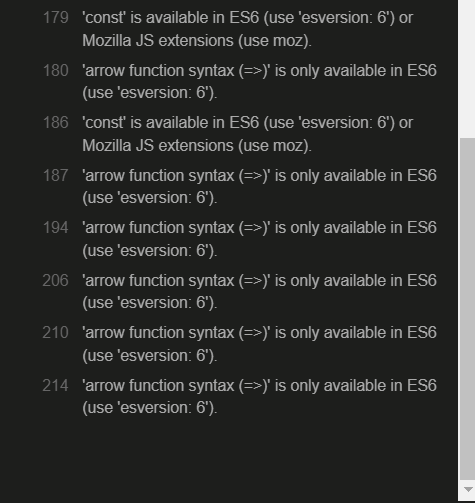 179 'const' is available in ES6 (use 'esversion: 6') or
Mozilla JS extensions (use moz).
180 'arrow function syntax (=>)' is only available in ES6
(use 'esversion: 6').
186 'const' is available in ES6 (use 'esversion: 6') or
Mozilla JS extensions (use moz).
187 'arrow function syntax (=>)' is only available in ES6
(use 'esversion: 6').
194 'arrow function syntax (=>)' is only available in ES6
(use 'esversion: 6').
206 'arrow function syntax (=>)' is only available in ES6
(use 'esversion: 6').
210 'arrow function syntax (=>)' is only available in ES6
(use 'esversion: 6').
214 'arrow function syntax (=>)' is only available in ES6
(use 'esversion: 6').